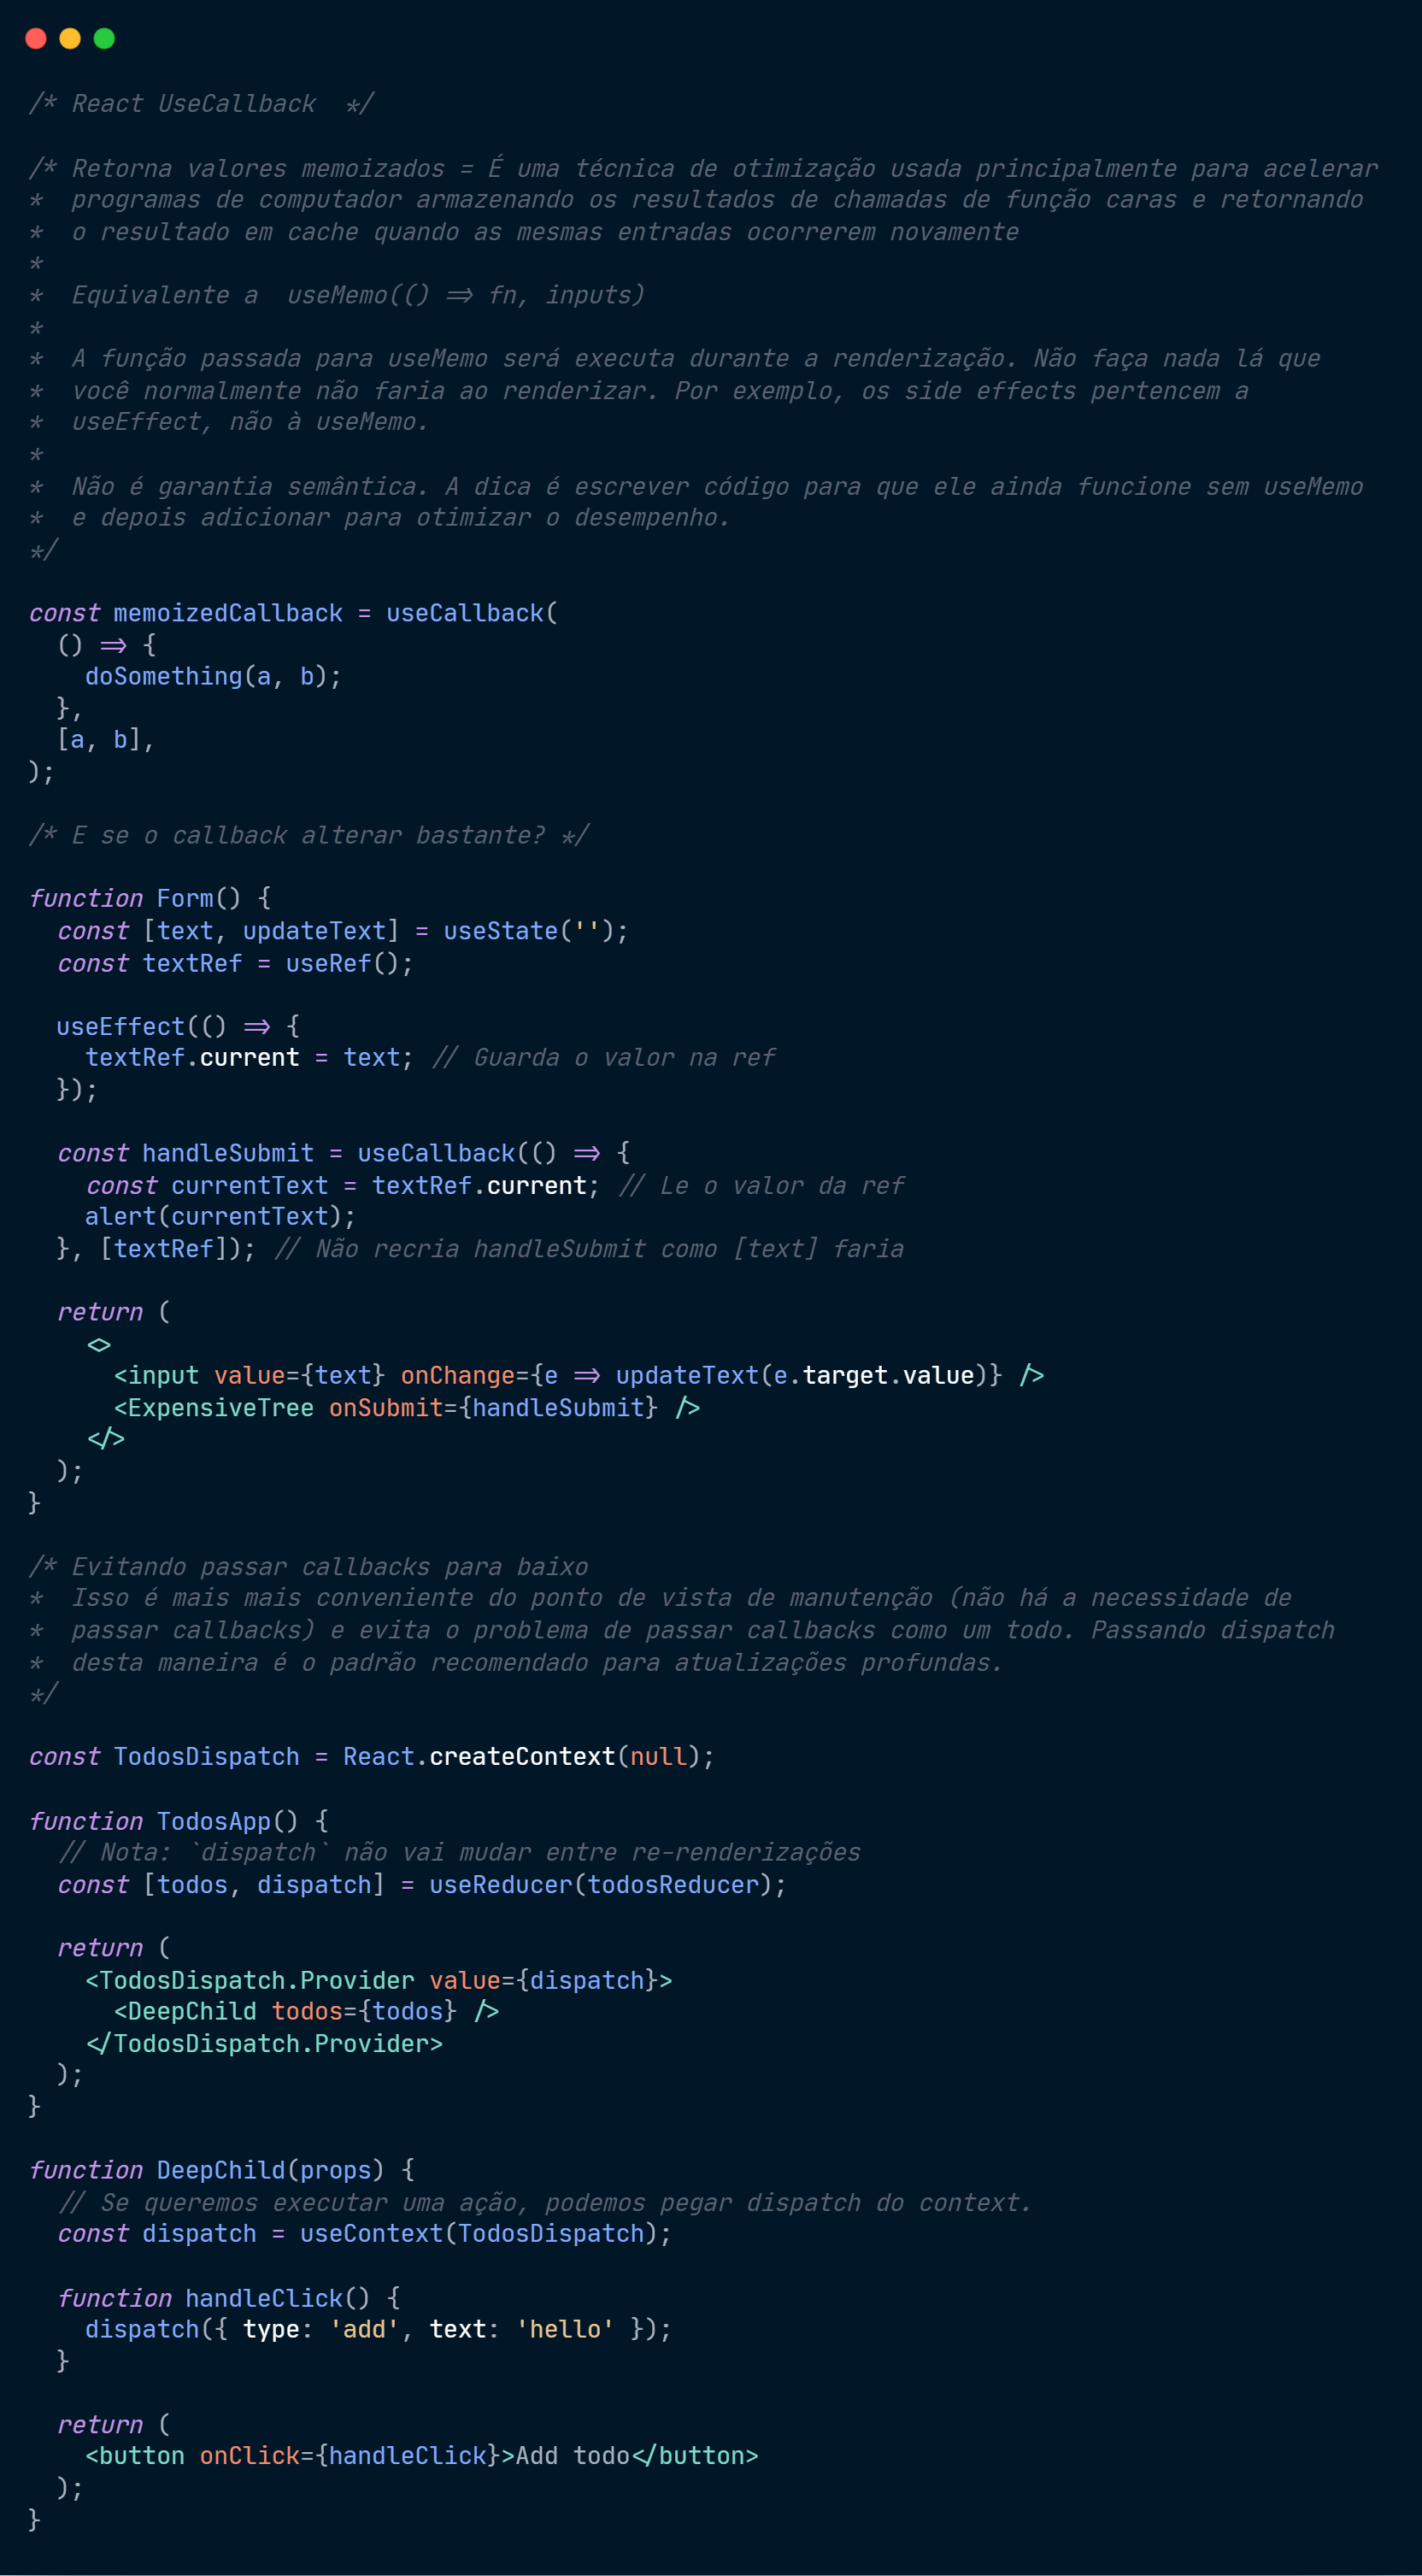 /* React UseCallback  */

/* Retorna valores memoizados = É uma técnica de otimização usada principalmente para acelerar
*  programas de computador armazenando os resultados de chamadas de função caras e retornando
*  o resultado em cache quando as mesmas entradas ocorrerem novamente
*
*  Equivalente a  useMemo(() => fn, inputs)
*
*  A função passada para useMemo será executa durante a renderização. Não faça nada lá que
*  você normalmente não faria ao renderizar. Por exemplo, os side effects pertencem a
*  useEffect, não à useMemo.
*
*  Não é garantia semântica. A dica é escrever código para que ele ainda funcione sem useMemo
*  e depois adicionar para otimizar o desempenho.
*/

const memoizedCallback = useCallback(
  () => {
    doSomething(a, b);
  },
  [a, b],
);

/* E se o callback alterar bastante? */

function Form() {
  const [text, updateText] = useState('');
  const textRef = useRef();

  useEffect(() => {
    textRef.current = text; // Guarda o valor na ref
  });

  const handleSubmit = useCallback(() => {
    const currentText = textRef.current; // Le o valor da ref
    alert(currentText);
  }, [textRef]); // Não recria handleSubmit como [text] faria

  return (
    <>
      <input value={text} onChange={e => updateText(e.target.value)} />
      <ExpensiveTree onSubmit={handleSubmit} />
    </>
  );
}

/* Evitando passar callbacks para baixo
*  Isso é mais mais conveniente do ponto de vista de manutenção (não há a necessidade de
*  passar callbacks) e evita o problema de passar callbacks como um todo. Passando dispatch
*  desta maneira é o padrão recomendado para atualizações profundas.
*/

const TodosDispatch = React.createContext(null);

function TodosApp() {
  // Nota: `dispatch` não vai mudar entre re-renderizações
  const [todos, dispatch] = useReducer(todosReducer);

  return (
    <TodosDispatch.Provider value={dispatch}>
      <DeepChild todos={todos} />
    </TodosDispatch.Provider>
  );
}

function DeepChild(props) {
  // Se queremos executar uma ação, podemos pegar dispatch do context.
  const dispatch = useContext(TodosDispatch);

  function handleClick() {
    dispatch({ type: 'add', text: 'hello' });
  }

  return (
    <button onClick={handleClick}>Add todo</button>
  );
}